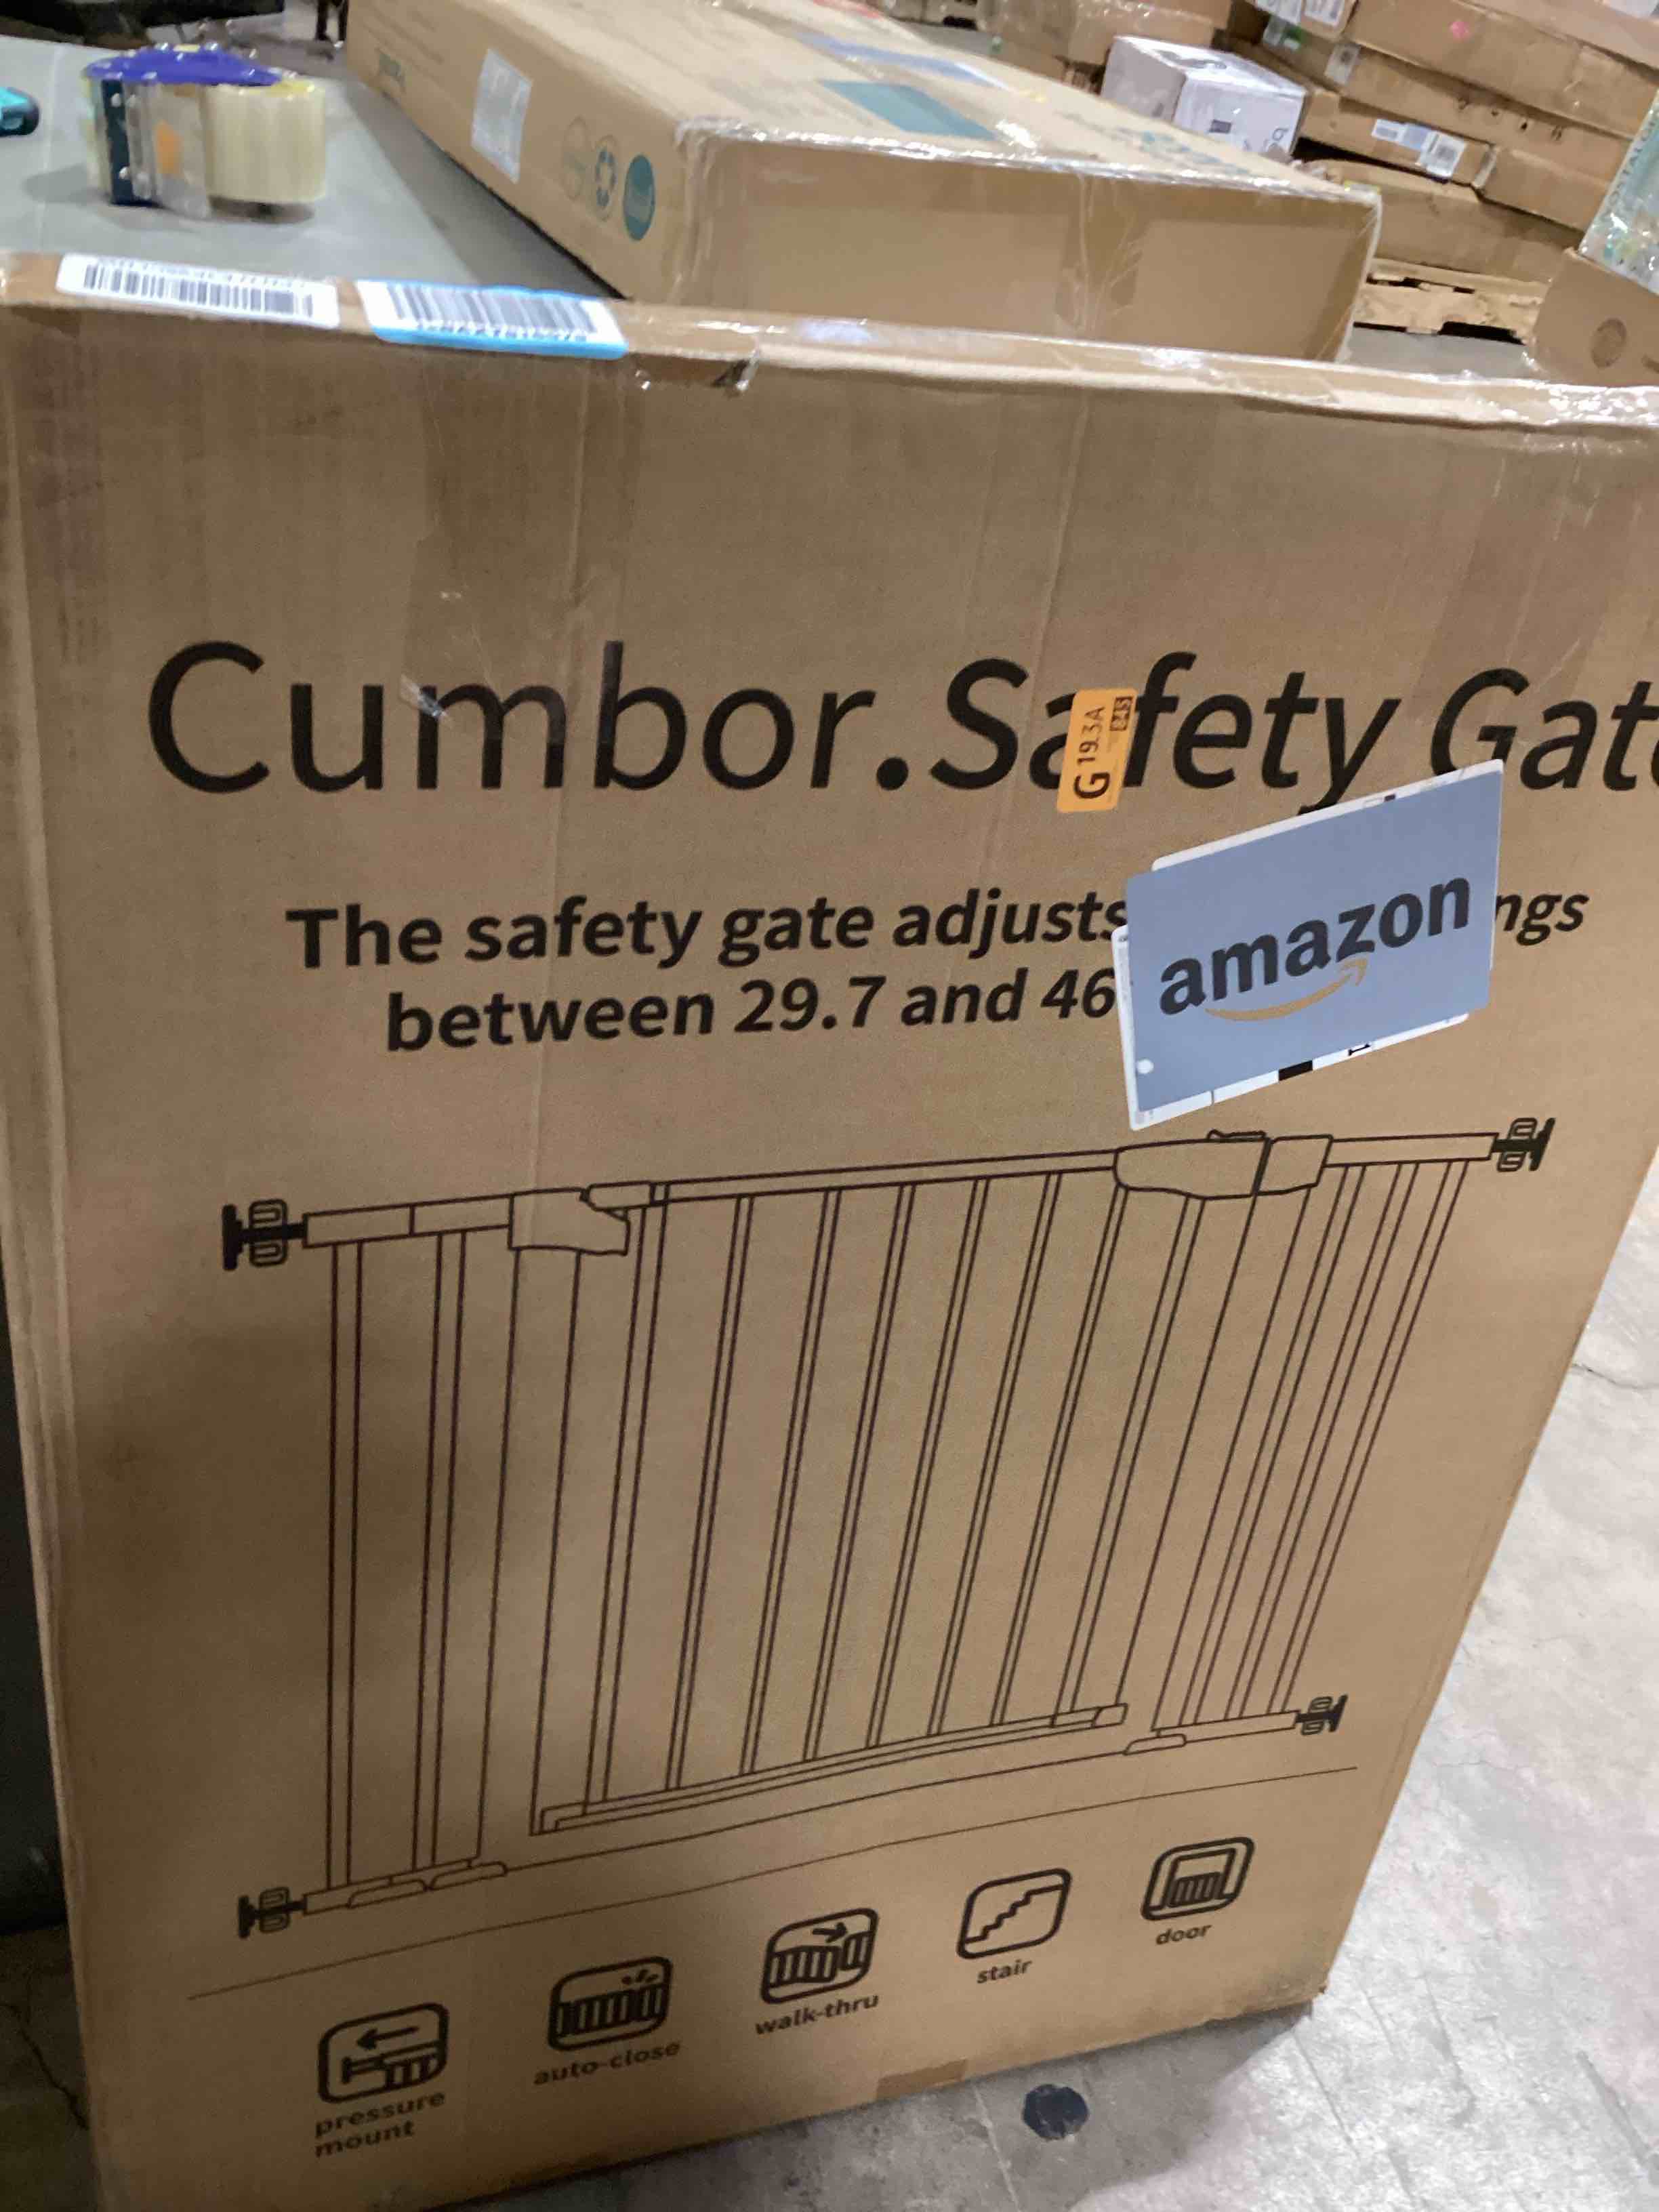 Cumbor.Safety Gat
G 19.3A
845
The safety gate adjusts
ngs
between 29.7 and 46
amazon
pressure
mount
auto-close
walk-thru
stair
door